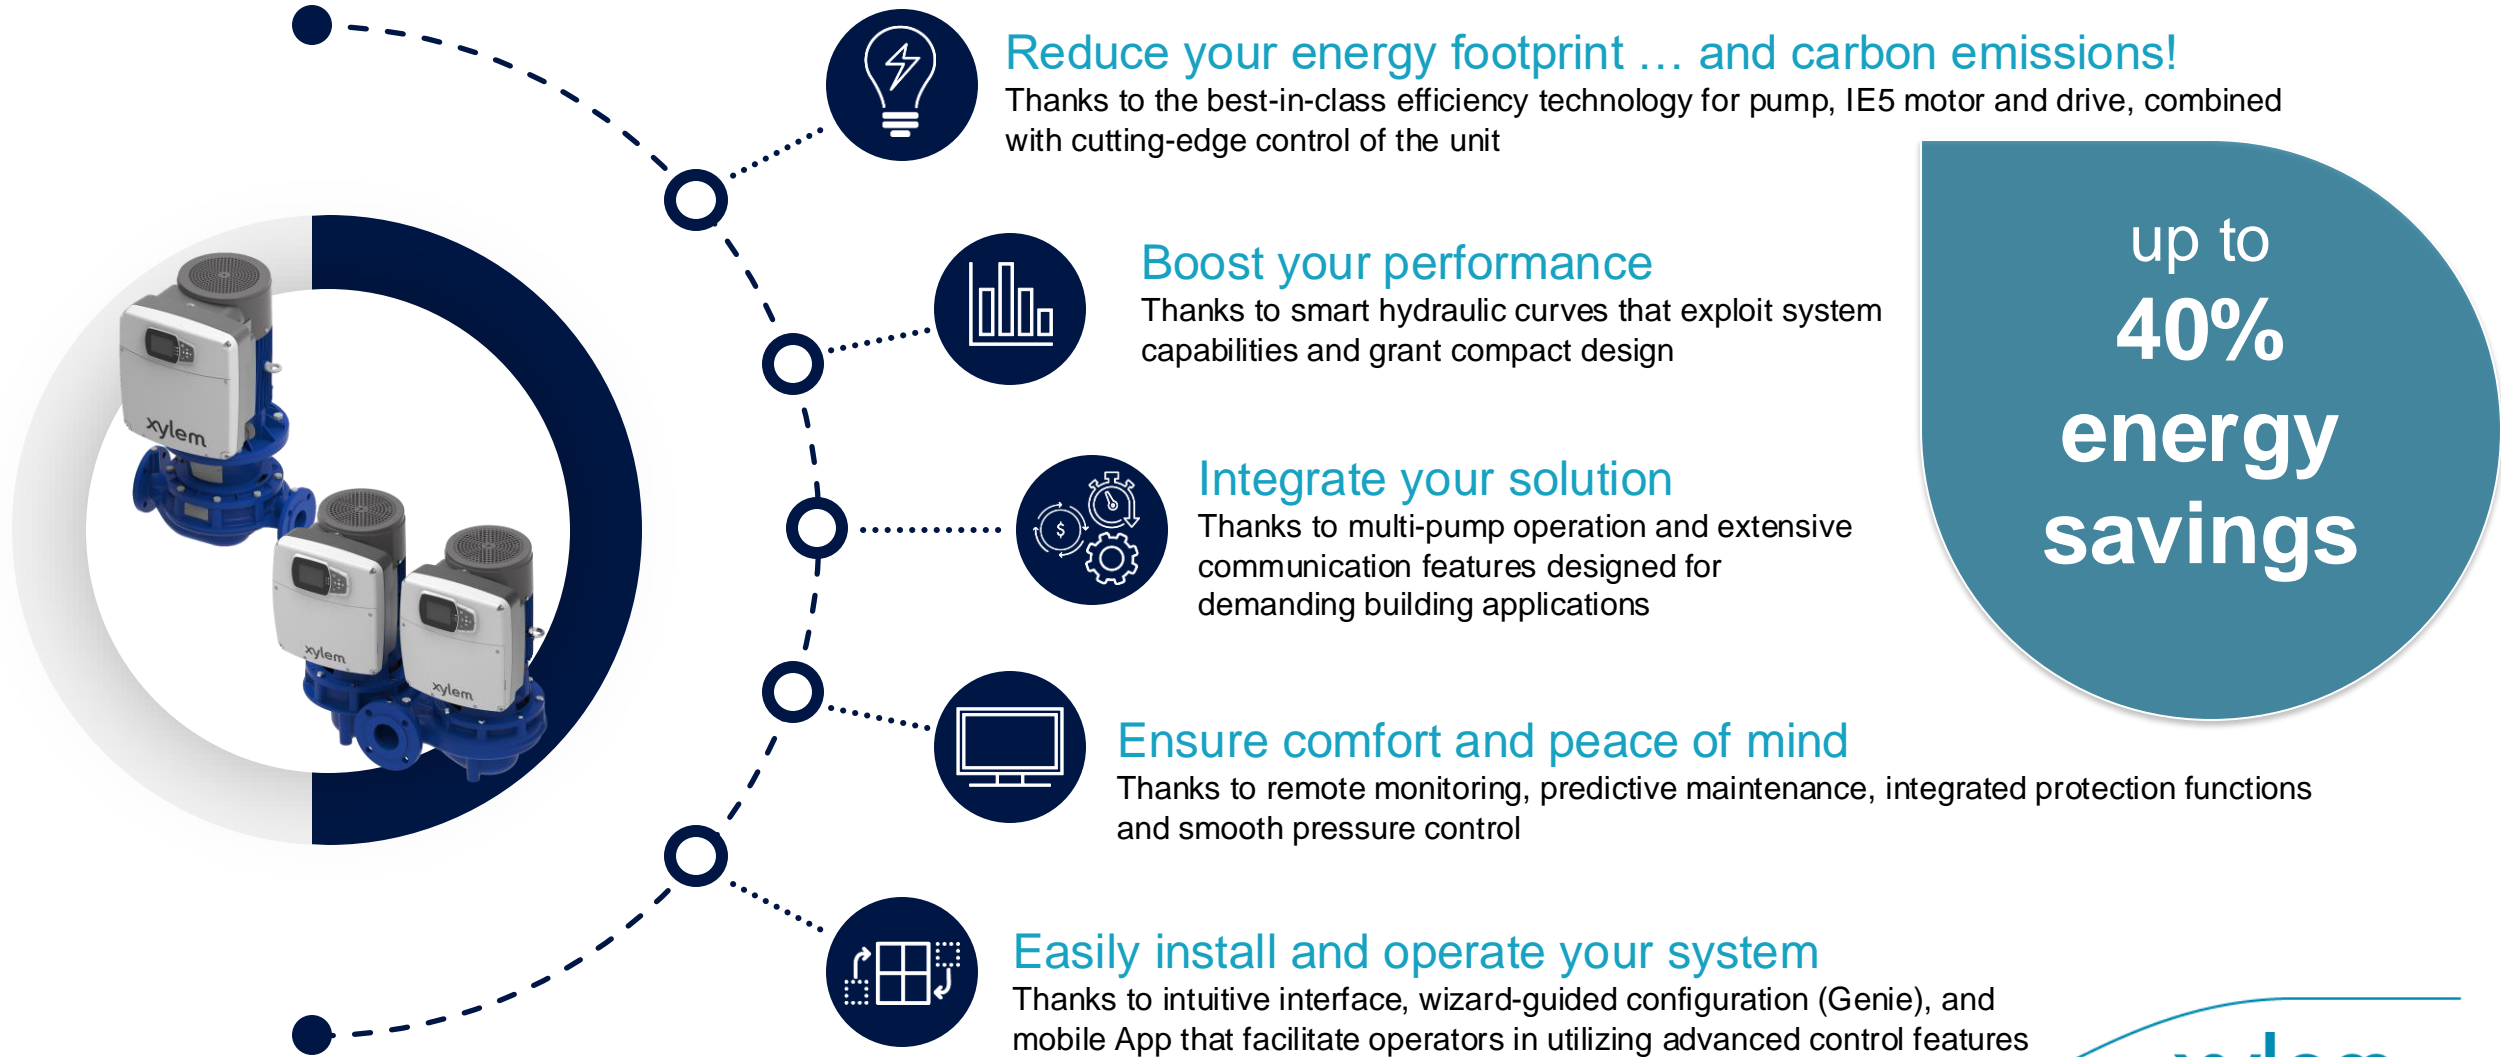 Reduce your energy footprint … and carbon emissions!
Thanks to the best-in-class efficiency technology for pump, IE5 motor and drive, combined
with cutting-edge control of the unit
Boost your performance
Thanks to smart hydraulic curves that exploit system
capabilities and grant compact design
up to
40%
energy
savings
Integrate your solution
Thanks to multi-pump operation and extensive
communication features designed for
demanding building applications
$
Ensure comfort and peace of mind
Thanks to remote monitoring, predictive maintenance, integrated protection functions
and smooth pressure control
Easily install and operate your system
Thanks to intuitive interface, wizard-guided configuration (Genie), and
mobile App that facilitate operators in utilizing advanced control features
xylem
xylem
xylem
xylem